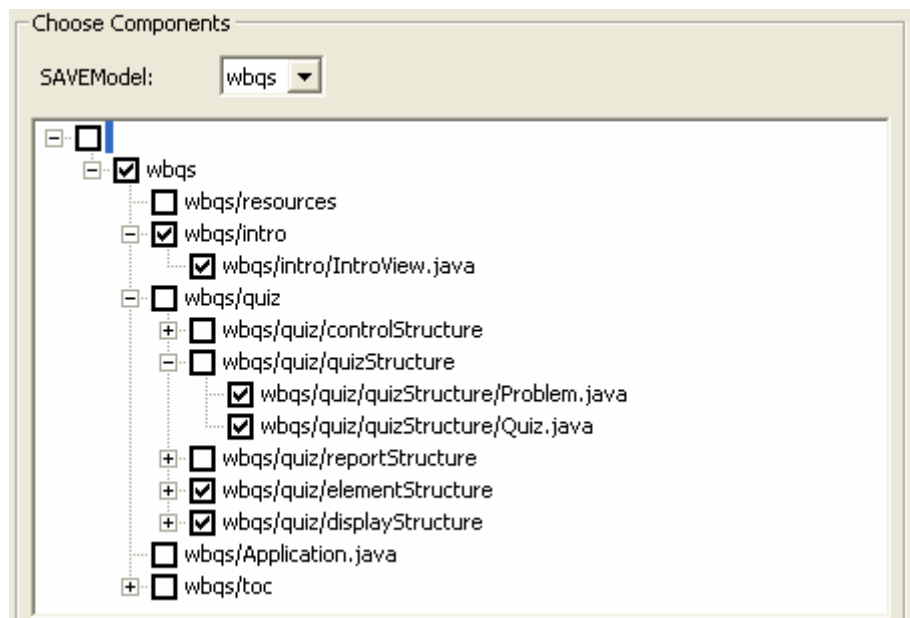 Choose Components
SAVEModel: wbqs
wbqs
wbqs/resources
wbqs/intro
wbqs/intro/IntroView.java
wbqs/quiz
wbqs/quiz/controlStructure
wbqs/quiz/quizStructure
wbqs/quiz/quizStructure/Problem.java
wbqs/quiz/quizStructure/Quiz.java
wbqs/quiz/reportStructure
wbqs/quiz/elementStructure
wbqs/quiz/displayStructure
wbqs/Application.java
wbqs/toc